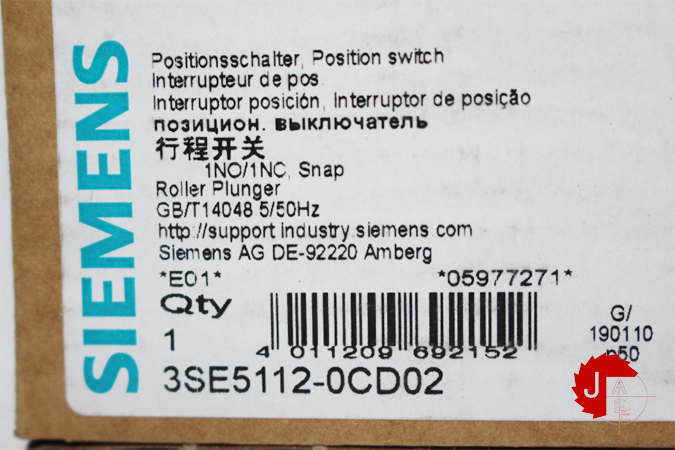 SIEMENS
Positionsschalter, Position switch
Interrupteur de pos.
Interruptor posición, Interruptor de posição
позицион. выключатель
行程开关
1NO/1NC, Snap
Roller Plunger
GB/T14048.5/50Hz
http://support.industry.siemens.com
Siemens AG DE-92220 Amberg
*E01* *05977271*
Qty
1
4 011209 692152
3SE5112-0CD02
G/
190110
p50
J A E